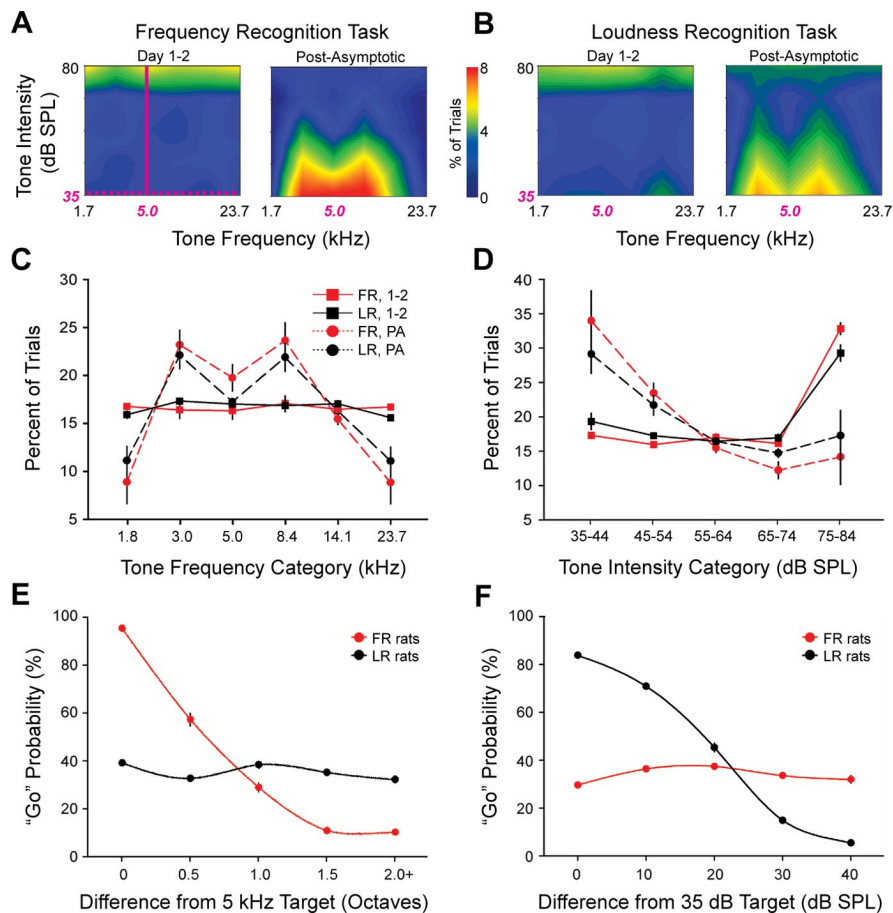 A
Frequency Recognition Task
Day 1-2
Post-Asymptotic
Tone Intensity
(dB SPL)
80
35
1.7
5.0
23.7
1.7
5.0
23.7
Tone Frequency (kHz)
8
4
0
% of Trials
B
Loudness Recognition Task
Day 1-2
Post-Asymptotic
80
35
1.7
5.0
23.7
1.7
5.0
23.7
Tone Frequency (kHz)
C
Percent of Trials
30
25
20
15
10
5
FR, 1-2
LR, 1-2
FR, PA
LR, PA
1.8
3.0
5.0
8.4
14.1
23.7
Tone Frequency Category (kHz)
D
Percent of Trials
40
35
30
25
20
15
10
5
35-44
45-54
55-64
65-74
75-84
Tone Intensity Category (dB SPL)
E
“Go” Probability (%)
100
80
60
40
20
0
FR rats
LR rats
0
0.5
1.0
1.5
2.0+
Difference from 5 kHz Target (Octaves)
F
“Go” Probability (%)
100
80
60
40
20
0
FR rats
LR rats
0
10
20
30
40
Difference from 35 dB Target (dB SPL)